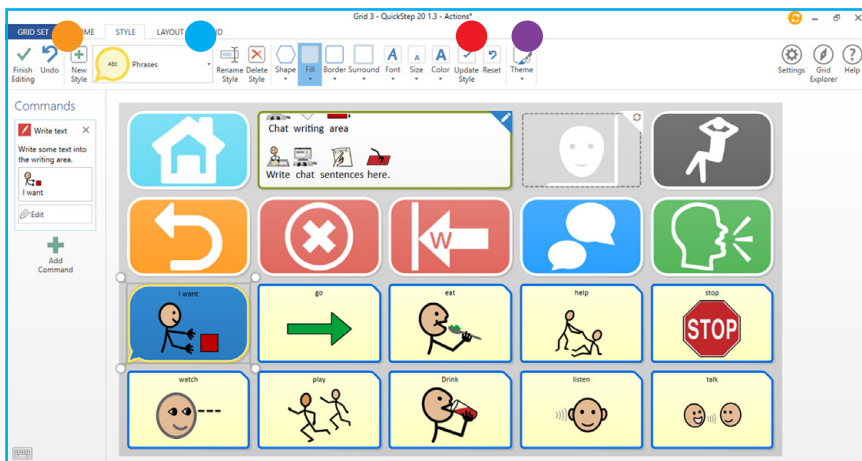 Grid 3 - QuickStep 20 1.3 - Actions*
GRID SET
ME
STYLE
LAYOUT
ND
Finish Editing
Undo
New Style
Abc
Phrases
Rename Style
Delete Style
Shape
Fill
Border
Surround
Font
Size
Color
Update Style
Reset
Theme
Settings
Grid Explorer
Help
Commands
Write text
Write some text into
the writing area.
I want
Edit
Add
Command
Chat writing area
Write chat sentences here.
W
I want
go
eat
help
stop
STOP
watch
play
Drink
listen
talk